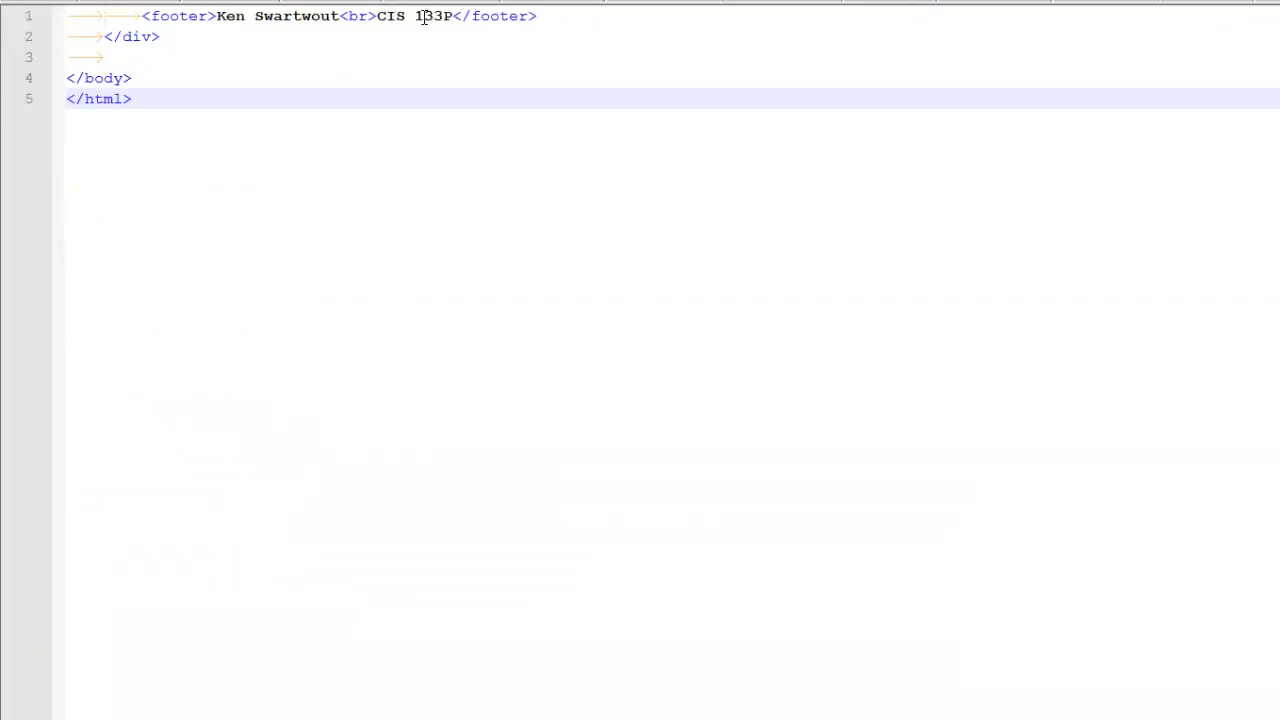 1 <footer>Ken Swartwout<br>CIS 133P</footer>
2 </div>
3
4 </body>
5 </html>